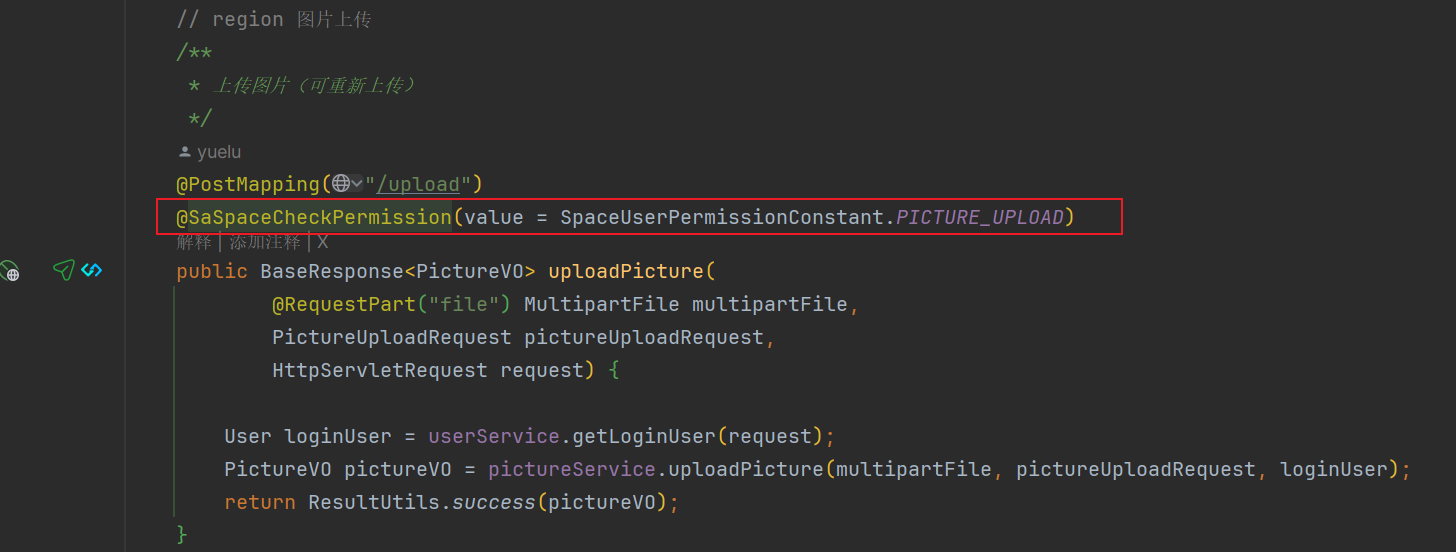 // region 图片上传
/**
* 上传图片（可重新上传）
*/
yuelu
@PostMapping("/upload")
@SaSpaceCheckPermission(value = SpaceUserPermissionConstant.PICTURE_UPLOAD)
解释 | 添加注释 | X
public BaseResponse<PictureVO> uploadPicture(
@RequestPart("file") MultipartFile multipartFile,
PictureUploadRequest pictureUploadRequest,
HttpServletRequest request) {
User loginUser = userService.getLoginUser(request);
PictureVO pictureVO = pictureService.uploadPicture(multipartFile, pictureUploadRequest, loginUser);
return ResultUtils.success(pictureVO);
}